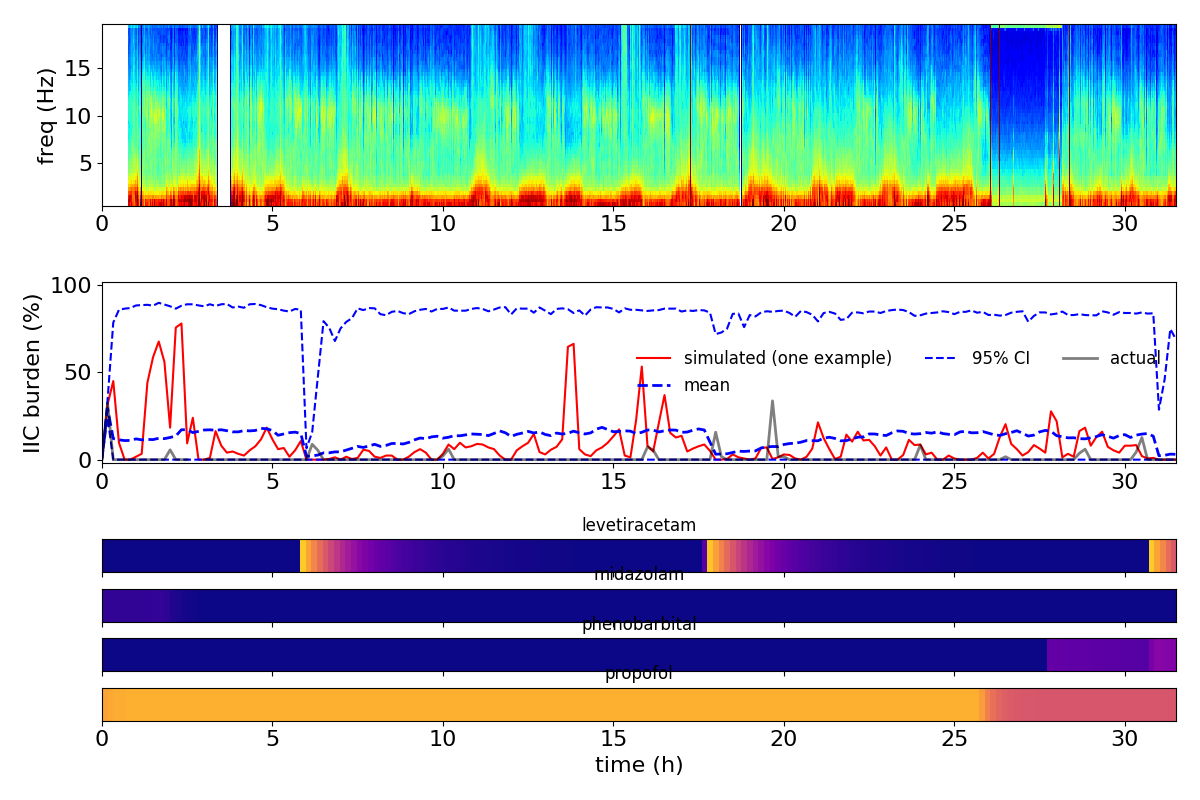 freq (Hz)
15
10
5
0 5 10 15 20 25 30
IIC burden (%)
100
50
0
simulated (one example) 95% CI actual
mean
0 5 10 15 20 25 30
levetiracetam
midazolam
phenobarbital
propofol
0 5 10 15 20 25 30
time (h)